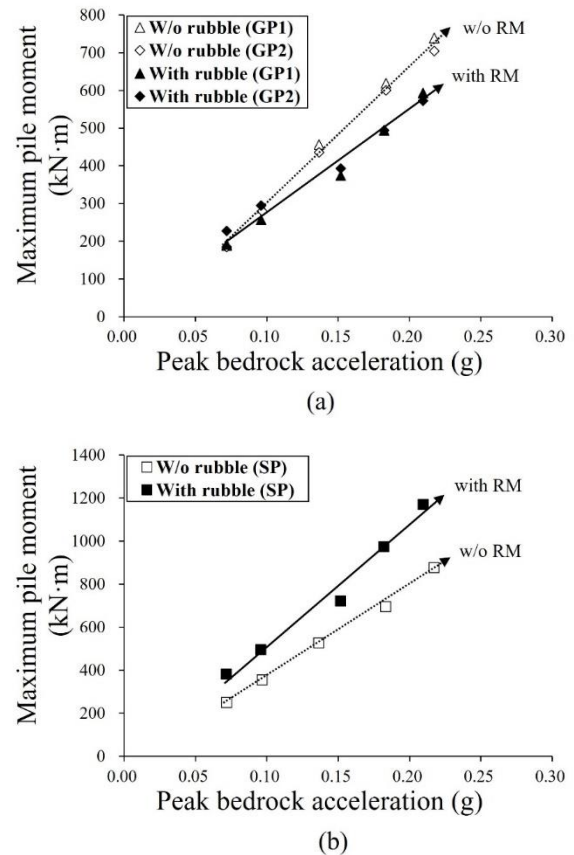 800
700
600
500
400
300
200
100
0
W/o rubble (GP1)
W/o rubble (GP2)
With rubble (GP1)
With rubble (GP2)
w/o RM
with RM
Maximum pile moment
(kN·m)
0.00 0.05 0.10 0.15 0.20 0.25 0.30
Peak bedrock acceleration (g)
(a)
1400
1200
1000
800
600
400
200
0
W/o rubble (SP)
With rubble (SP)
with RM
w/o RM
Maximum pile moment
(kN·m)
0.00 0.05 0.10 0.15 0.20 0.25 0.30
Peak bedrock acceleration (g)
(b)